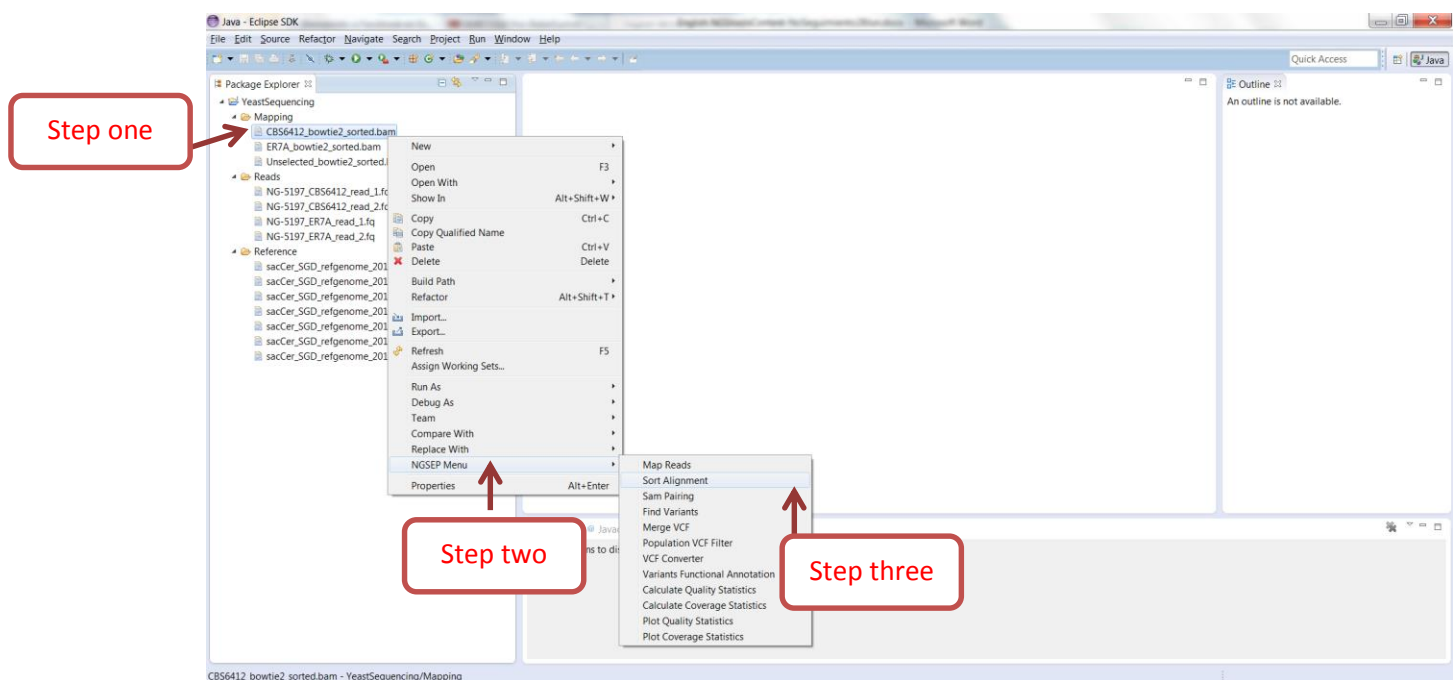 Java - Eclipse SDK
File Edit Source Refactor Navigate Search Project Run Window Help
Quick Access
Java
Package Explorer
YeastSequencing
Mapping
CBS6412_bowtie2_sorted.bam
ER7A_bowtie2_sorted.bam
Unselected_bowtie2_sorted.
Reads
NG-5197_CBS6412_read_1.fq
NG-5197_CBS6412_read_2.fq
NG-5197_ER7A_read_1.fq
NG-5197_ER7A_read_2.fq
Reference
sacCer_SGD_refgenome_201
sacCer_SGD_refgenome_201
sacCer_SGD_refgenome_201
sacCer_SGD_refgenome_201
sacCer_SGD_refgenome_201
sacCer_SGD_refgenome_201
sacCer_SGD_refgenome_201
Step one
New
Open F3
Open With
Show In Alt+Shift+W
Copy Ctrl+C
Copy Qualified Name
Paste Ctrl+V
Delete Delete
Build Path
Refactor Alt+Shift+T
Import...
Export...
Refresh F5
Assign Working Sets...
Run As
Debug As
Team
Compare With
Replace With
NGSEP Menu
Properties Alt+Enter
Step two
Map Reads
Sort Alignment
Sam Pairing
Find Variants
Merge VCF
Population VCF Filter
VCF Converter
Variants Functional Annotation
Calculate Quality Statistics
Calculate Coverage Statistics
Plot Quality Statistics
Plot Coverage Statistics
Step three
Outline
An outline is not available.
Javad
ms to dis
CBS6412_bowtie2_sorted.bam - YeastSequencing/Mapping